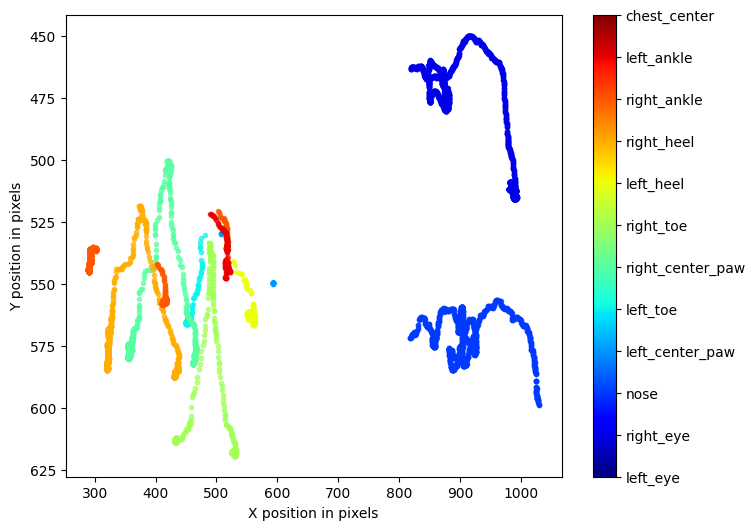 450
475
500
525
550
575
600
625
Y position in pixels
300 400 500 600 700 800 900 1000
X position in pixels
chest_center
left_ankle
right_ankle
right_heel
left_heel
right_toe
right_center_paw
left_toe
left_center_paw
nose
right_eye
left_eye